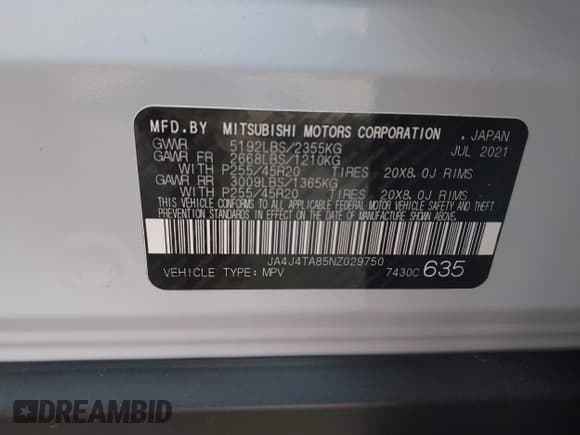 MFD.BY MITSUBISHI MOTORS CORPORATION . JAPAN
GVWR 5192LBS/2355KG JUL 2021
GAWR FR 2668LBS/1210KG
WITH P255/45R20 TIRES 20X8.0J RIMS
GAWR RR 3009LBS/1365KG
WITH P255/45R20 TIRES 20X8.0J RIMS
THIS VEHICLE CONFORMS TO ALL APPLICABLE FEDERAL MOTOR VEHICLE SAFETY AND THEFT
PREVENTION STANDARDS IN EFFECT ON THE DATE OF MANUFACTURE SHOWN ABOVE.
JA4J4TA85NZ029750
VEHICLE TYPE: MPV 7430C 635
DREAMBID